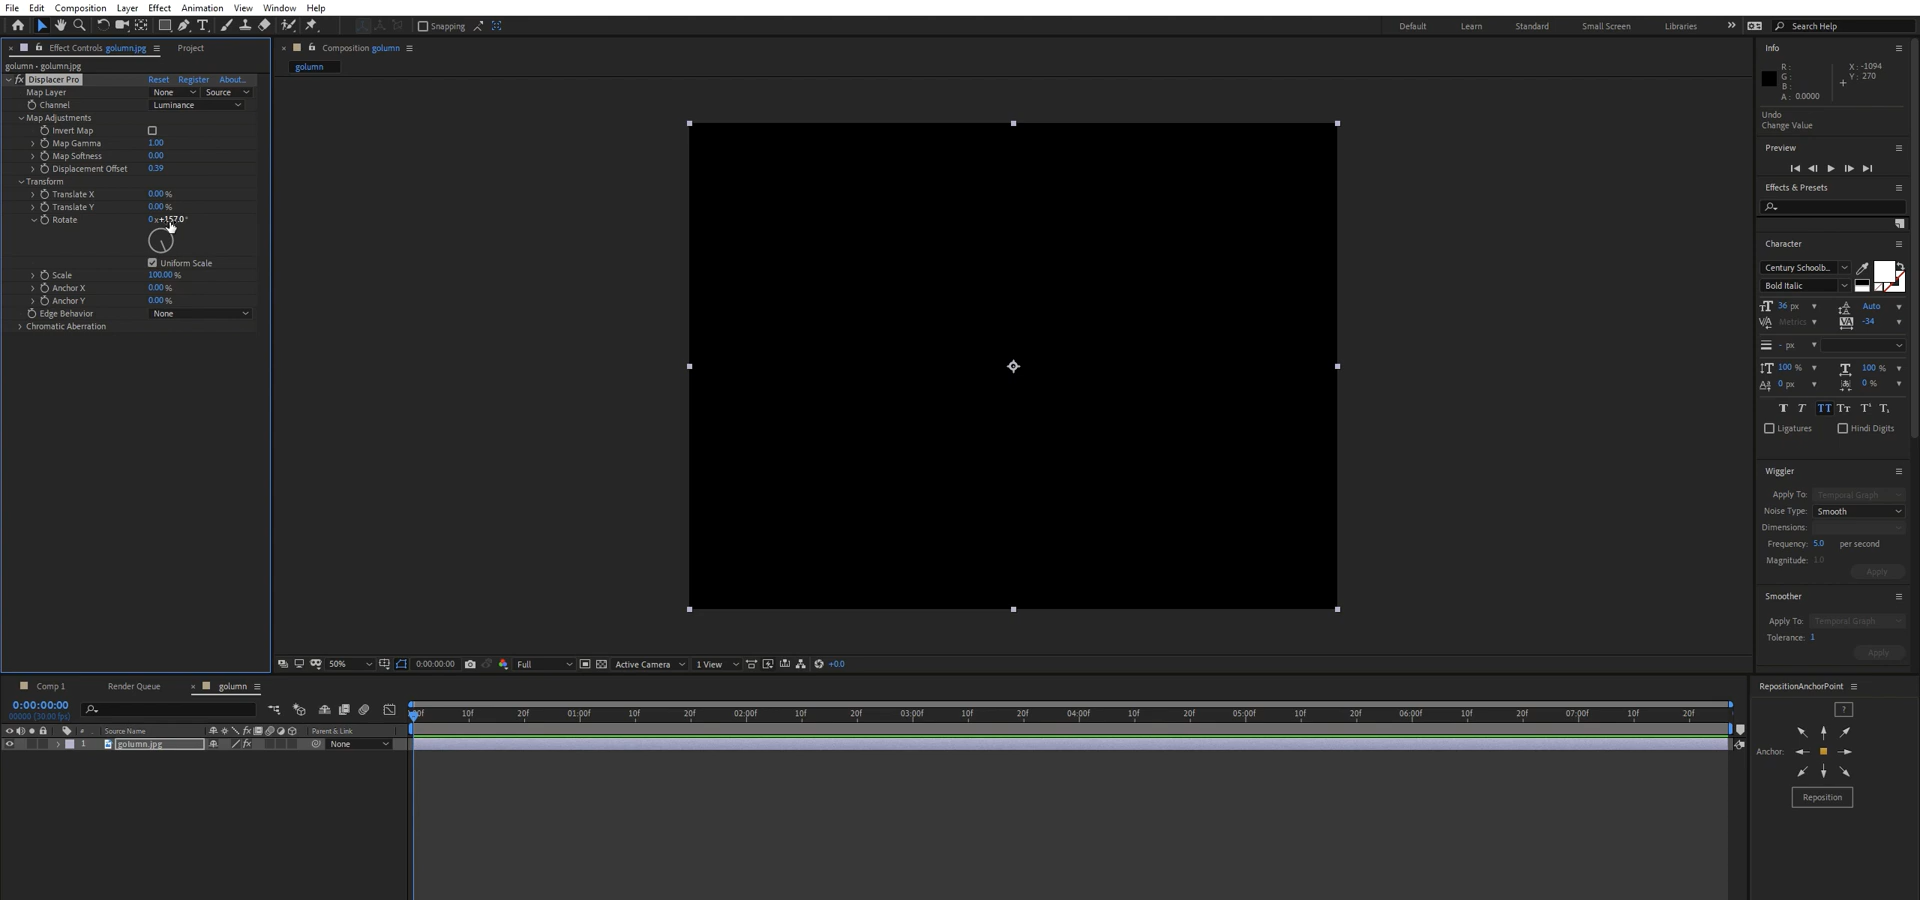 File Edit Composition Layer Effect Animation View Window Help
Snapping
Default Learn Standard Small Screen Libraries Search Help
Effect Controls golumn.jpg Project
golumn • golumn.jpg
fx Displacer Pro Reset Register About...
Map Layer None Source
Channel Luminance
Map Adjustments
Invert Map
Map Gamma 1.00
Map Softness 0.00
Displacement Offset 0.39
Transform
Translate X 0.00 %
Translate Y 0.00 %
Rotate 0 x+157.0°
Uniform Scale
Scale 100.00 %
Anchor X 0.00 %
Anchor Y 0.00 %
Edge Behavior None
Chromatic Aberration
Composition golumn
golumn
50% 0:00:00:00 Full Active Camera 1 View +0.0
Info
R :
G :
B :
A : 0.0000
X : -1094
Y : 270
Undo
Change Value
Preview
Effects & Presets
Character
Century Schoolb...
Bold Italic
36 px Auto
Metrics -34
- px
100 % 100 %
0 px 0 %
Ligatures Hindi Digits
Wiggler
Apply To: Temporal Graph
Noise Type: Smooth
Dimensions:
Frequency: 5.0 per second
Magnitude: 1.0
Apply
Smoother
Apply To: Temporal Graph
Tolerance: 1
Apply
Comp 1 Render Queue golumn
0:00:00:00
00000 (30.00 fps)
10f 20f 01:00f 10f 20f 02:00f 10f 20f 03:00f 10f 20f 04:00f 10f 20f 05:00f 10f 20f 06:00f 10f 20f 07:00f 10f 20f
# Source Name Parent & Link
1 golumn.jpg None
RepositionAnchorPoint
?
Anchor:
Reposition